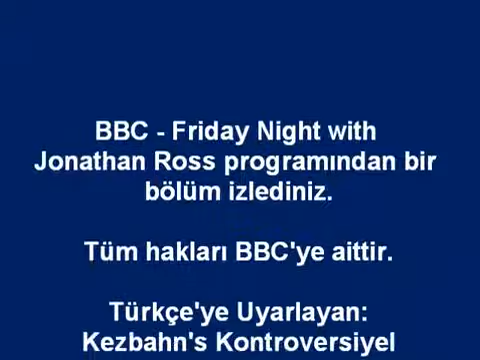 BBC - Friday Night with
Jonathan Ross programından bir
bölüm izlediniz.
Tüm hakları BBC'ye aittir.
Türkçe'ye Uyarlayan:
Kezbahn's Kontroversiyel